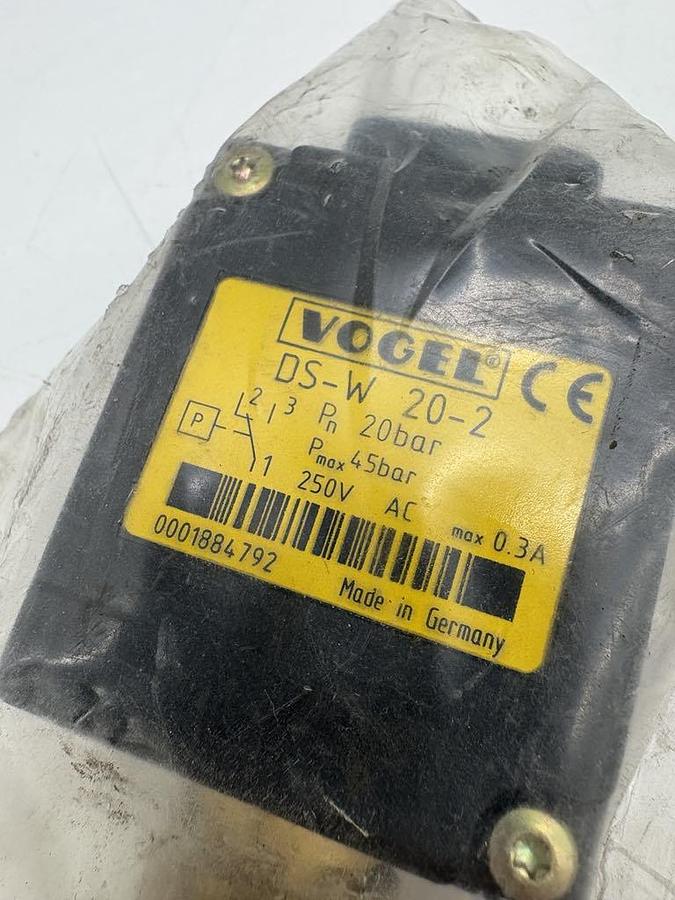 VOGEL®
CE
DS-W 20-2
2 3 Pn 20bar
P
Pmax 45bar
1 250V AC max 0.3A
0001884792
Made in Germany